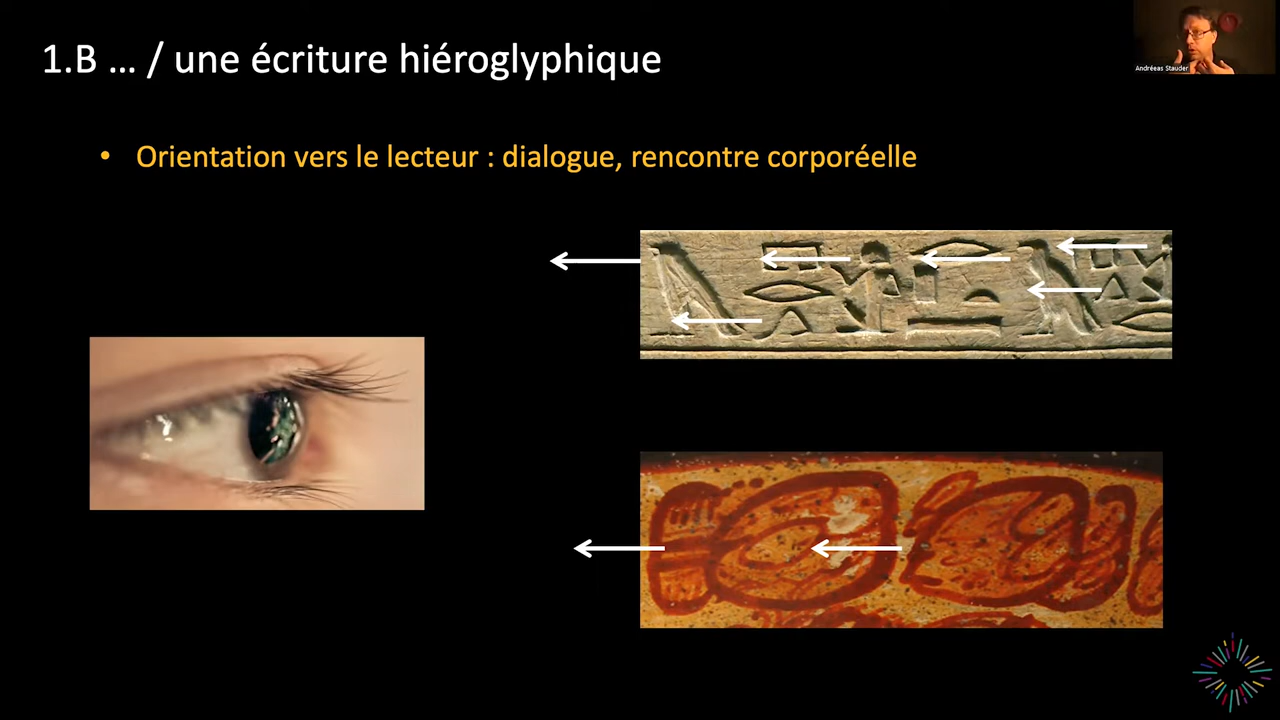 1.B ... / une écriture hiéroglyphique
Andréeas Stauder
• Orientation vers le lecteur : dialogue, rencontre corporéelle